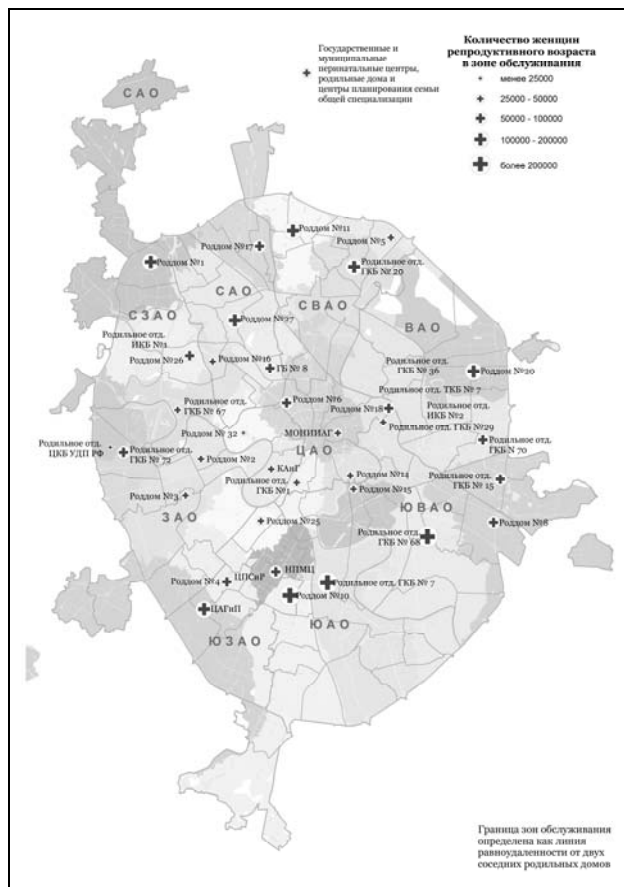 Государственные и
муниципальные
перинатальные центры,
родильные дома и
центры планирования семьи
общей специализации
Количество женщин
репродуктивного возраста
в зоне обслуживания
менее 25000
25000 - 50000
50000 - 100000
100000 - 200000
более 200000
САО
Роддом №11
Роддом №5
Роддом №17
Роддом №1
Родильное отд.
ГКБ № 20
САО
СВАО
СЗАО
ВАО
Роддом №27
Родильное отд.
ИКБ №1
Роддом №26
Роддом №16
ГБ № 8
Родильное отд.
ГКБ № 36
Роддом №20
Родильное отд. ТКБ № 7
Родильное отд.
ГКБ № 67
Роддом №6
Роддом №18
Родильное отд.
ИКБ №2
Родильное отд. ГКБ №29
Роддом № 32
МОНИИАГ
ЦАО
Родильное отд.
ЦКБ УДП РФ
Родильное отд.
ГКБ № 72
Роддом №2
Родильное отд.
ГКБ N 70
КАиГ
Родильное отд.
ГКБ №1
Роддом №14
Роддом №15
Родильное отд.
ГКБ № 15
Роддом №3
ЗАО
ЮВАО
Роддом №25
Родильное отд.
ГКБ № 68
Роддом №8
Роддом №4
ЦПСиР
НПМЦ
Родильное отд. ГКБ № 7
Роддом №10
ЦАГиП
ЮЗАО
ЮАО
Граница зон обслуживания
определена как линия
равноудаленности от двух
соседних родильных домов